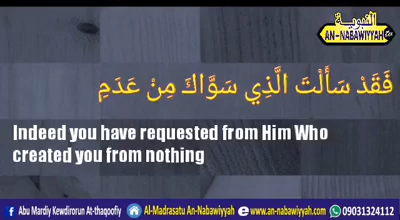 النبوية
AN-NABAWIYYAH
فَقَدْ سَأَلْتَ الَّذِي سَوَّاكَ مِنْ عَدَمِ
Indeed you have requested from Him Who
created you from nothing
Abu Mardiy Kewdirorun At-thaqoofiy Al-Madrasatu An-Nabawiyyah www.an-nabawiyyah.com 09031324112